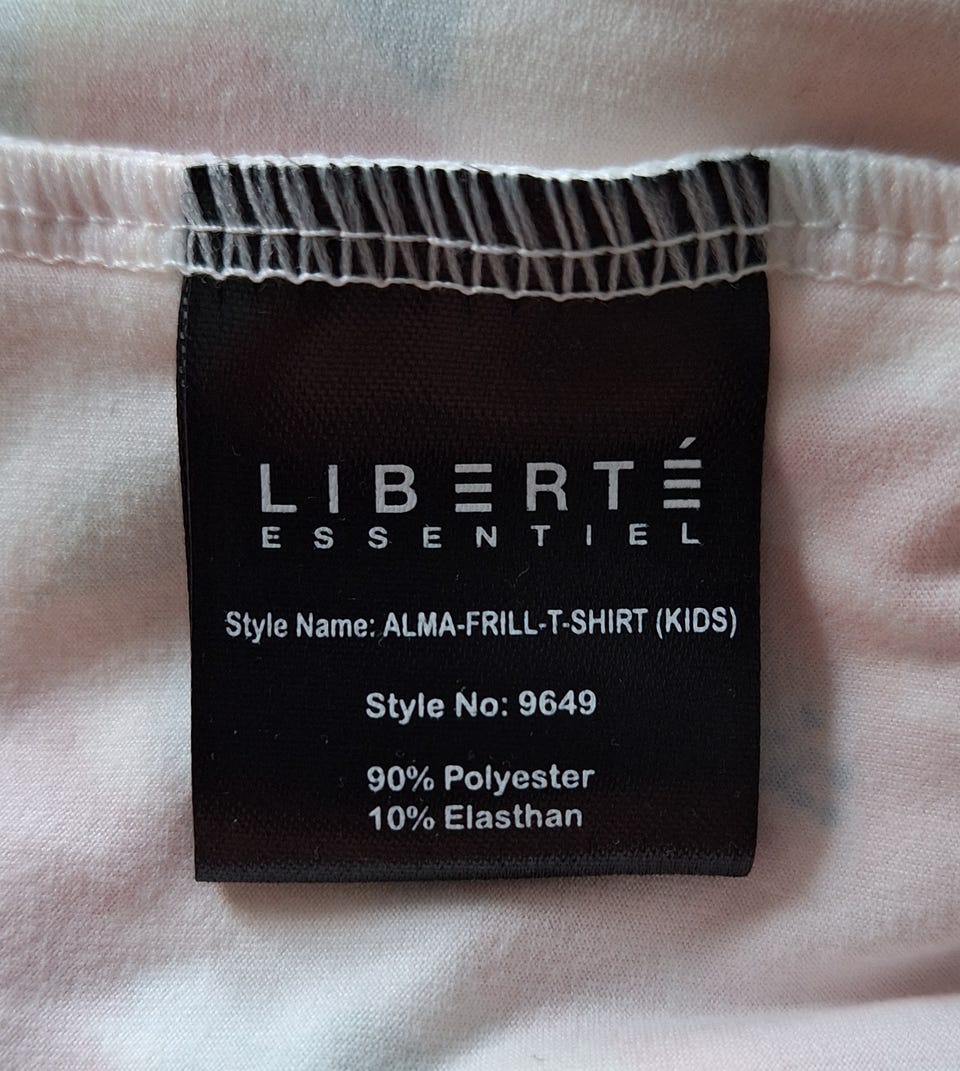 LIBERTÉ
ESSENTIEL
Style Name: ALMA-FRILL-T-SHIRT (KIDS)
Style No: 9649
90% Polyester
10% Elasthan